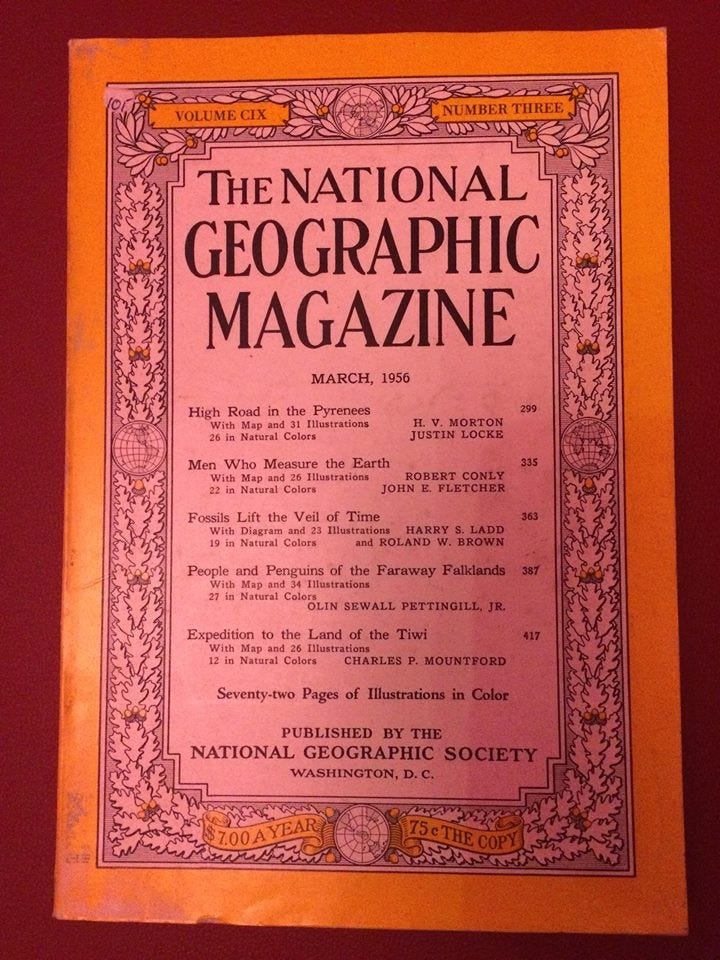 VOLUME CIX NUMBER THREE
THE NATIONAL
GEOGRAPHIC
MAGAZINE
MARCH, 1956
High Road in the Pyrenees 299
With Map and 31 Illustrations H. V. MORTON
26 in Natural Colors JUSTIN LOCKE
Men Who Measure the Earth 335
With Map and 26 Illustrations ROBERT CONLY
22 in Natural Colors JOHN E. FLETCHER
Fossils Lift the Veil of Time 363
With Diagram and 23 Illustrations HARRY S. LADD
19 in Natural Colors and ROLAND W. BROWN
People and Penguins of the Faraway Falklands 387
With Map and 34 Illustrations
27 in Natural Colors
OLIN SEWALL PETTINGILL, JR.
Expedition to the Land of the Tiwi 417
With Map and 26 Illustrations
12 in Natural Colors CHARLES P. MOUNTFORD
Seventy-two Pages of Illustrations in Color
PUBLISHED BY THE
NATIONAL GEOGRAPHIC SOCIETY
WASHINGTON, D. C.
$7.00 A YEAR 75¢ THE COPY